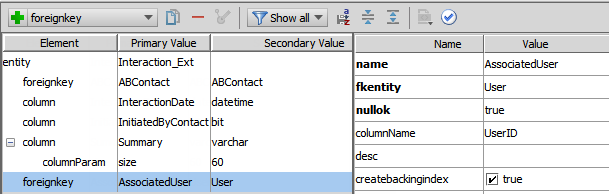 foreignkey Show all
Element Primary Value Secondary Value
entity Interaction_Ext
foreignkey ABContact ABContact
column InteractionDate datetime
column InitiatedByContact bit
column Summary varchar
columnParam size 60
foreignkey AssociatedUser User
Name Value
name AssociatedUser
fkentity User
nullok true
columnName UserID
desc
createbackingindex true